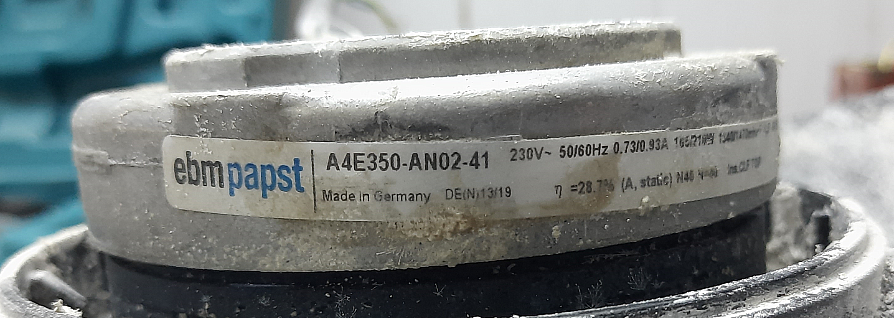 ebmpapst
A4E350-AN02-41 230V~ 50/60Hz 0.73/0.93A
Made in Germany DE(N)13/19 η =28.7% (A, static) N46